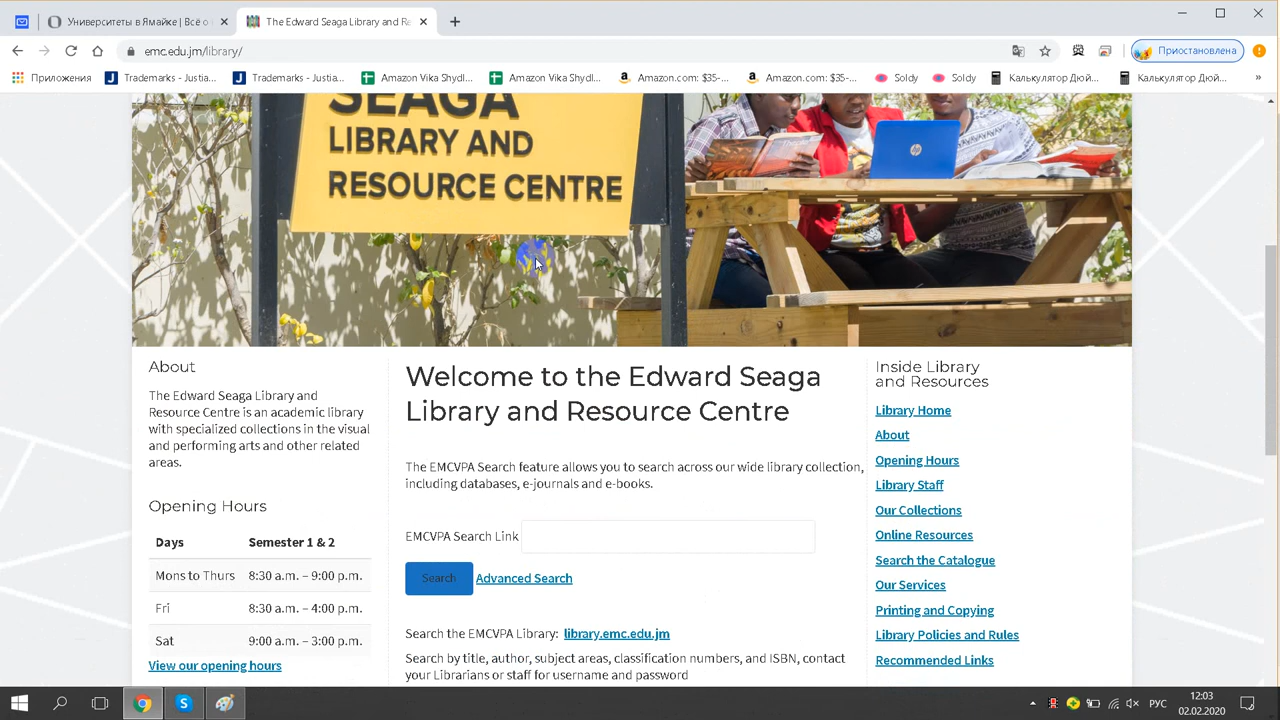 Университеты в Ямайке | Всё о
The Edward Seaga Library and Re
emc.edu.jm/library/
Приостановлена
Приложения
Trademarks - Justia...
Trademarks - Justia...
Amazon Vika Shydl...
Amazon Vika Shydl...
Amazon.com: $35-...
Amazon.com: $35-...
Soldy
Soldy
Калькулятор Дюй...
Калькулятор Дюй...
SEAGA
LIBRARY AND
RESOURCE CENTRE
hp
About
The Edward Seaga Library and
Resource Centre is an academic library
with specialized collections in the visual
and performing arts and other related
areas.
Opening Hours
Days Semester 1 & 2
Mons to Thurs 8:30 a.m. – 9:00 p.m.
Fri 8:30 a.m. – 4:00 p.m.
Sat 9:00 a.m. – 3:00 p.m.
View our opening hours
Welcome to the Edward Seaga
Library and Resource Centre
The EMCVPA Search feature allows you to search across our wide library collection,
including databases, e-journals and e-books.
EMCVPA Search Link
Search Advanced Search
Search the EMCVPA Library: library.emc.edu.jm
Search by title, author, subject areas, classification numbers, and ISBN, contact
your Librarians or staff for username and password
Inside Library
and Resources
Library Home
About
Opening Hours
Library Staff
Our Collections
Online Resources
Search the Catalogue
Our Services
Printing and Copying
Library Policies and Rules
Recommended Links
РУС
12:03
02.02.2020